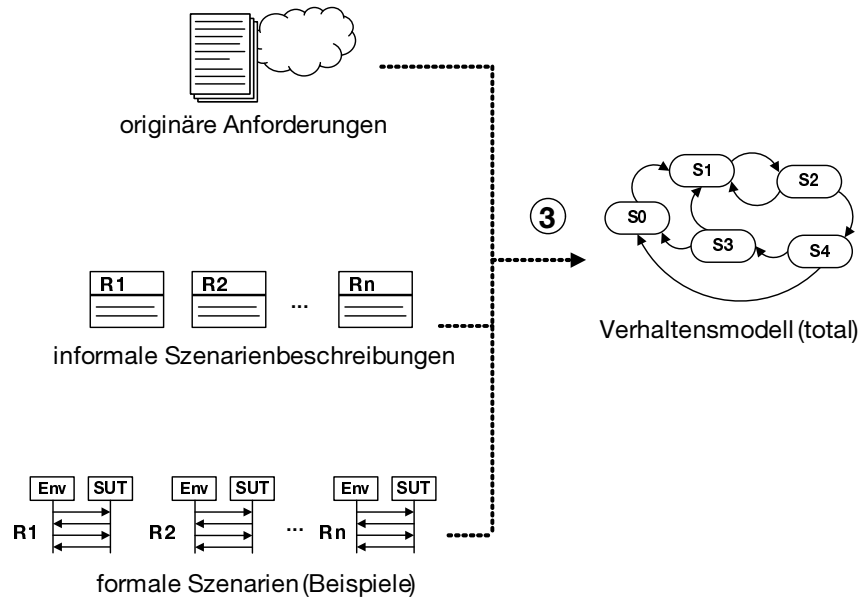 originäre Anforderungen
S1
S2
S0
S3
S4
3
Verhaltensmodell (total)
R1 R2 ... Rn
informale Szenarienbeschreibungen
Env SUT Env SUT Env SUT
R1 R2 ... Rn
formale Szenarien (Beispiele)